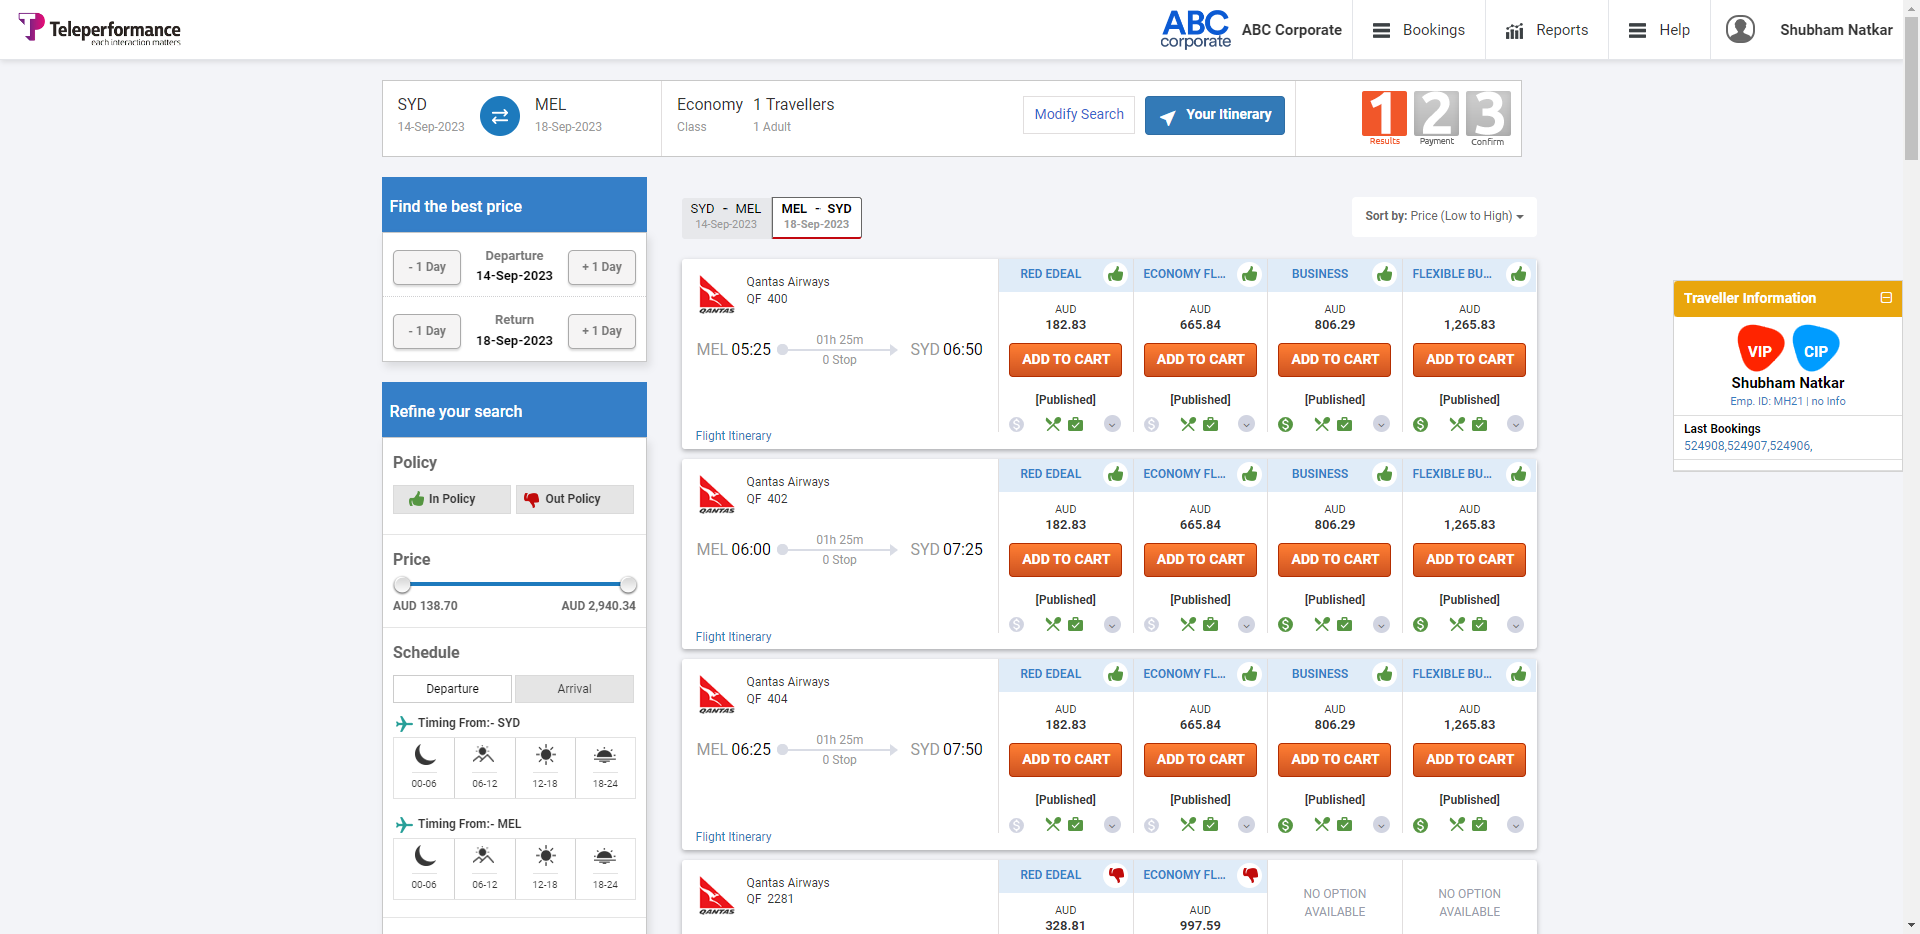 Teleperformance
each interaction matters
ABC
corporate
ABC Corporate
Bookings
Reports
Help
Shubham Natkar
SYD
14-Sep-2023
MEL
18-Sep-2023
Economy
Class
1 Travellers
1 Adult
Modify Search
Your Itinerary
1
Results
2
Payment
3
Confirm
Find the best price
- 1 Day
Departure
14-Sep-2023
+ 1 Day
- 1 Day
Return
18-Sep-2023
+ 1 Day
Refine your search
Policy
In Policy
Out Policy
Price
AUD 138.70
AUD 2,940.34
Schedule
Departure
Arrival
Timing From:- SYD
00-06
06-12
12-18
18-24
Timing From:- MEL
00-06
06-12
12-18
18-24
SYD - MEL
14-Sep-2023
MEL - SYD
18-Sep-2023
Sort by: Price (Low to High)
Qantas Airways
QF 400
QANTAS
MEL 05:25
01h 25m
0 Stop
SYD 06:50
Flight Itinerary
RED EDEAL
AUD
182.83
ADD TO CART
[Published]
ECONOMY FL...
AUD
665.84
ADD TO CART
[Published]
BUSINESS
AUD
806.29
ADD TO CART
[Published]
FLEXIBLE BU...
AUD
1,265.83
ADD TO CART
[Published]
Qantas Airways
QF 402
QANTAS
MEL 06:00
01h 25m
0 Stop
SYD 07:25
Flight Itinerary
RED EDEAL
AUD
182.83
ADD TO CART
[Published]
ECONOMY FL...
AUD
665.84
ADD TO CART
[Published]
BUSINESS
AUD
806.29
ADD TO CART
[Published]
FLEXIBLE BU...
AUD
1,265.83
ADD TO CART
[Published]
Qantas Airways
QF 404
QANTAS
MEL 06:25
01h 25m
0 Stop
SYD 07:50
Flight Itinerary
RED EDEAL
AUD
182.83
ADD TO CART
[Published]
ECONOMY FL...
AUD
665.84
ADD TO CART
[Published]
BUSINESS
AUD
806.29
ADD TO CART
[Published]
FLEXIBLE BU...
AUD
1,265.83
ADD TO CART
[Published]
Qantas Airways
QF 2281
QANTAS
RED EDEAL
AUD
328.81
ECONOMY FL...
AUD
997.59
NO OPTION
AVAILABLE
NO OPTION
AVAILABLE
Traveller Information
VIP
CIP
Shubham Natkar
Emp. ID: MH21 | no Info
Last Bookings
524908,524907,524906,